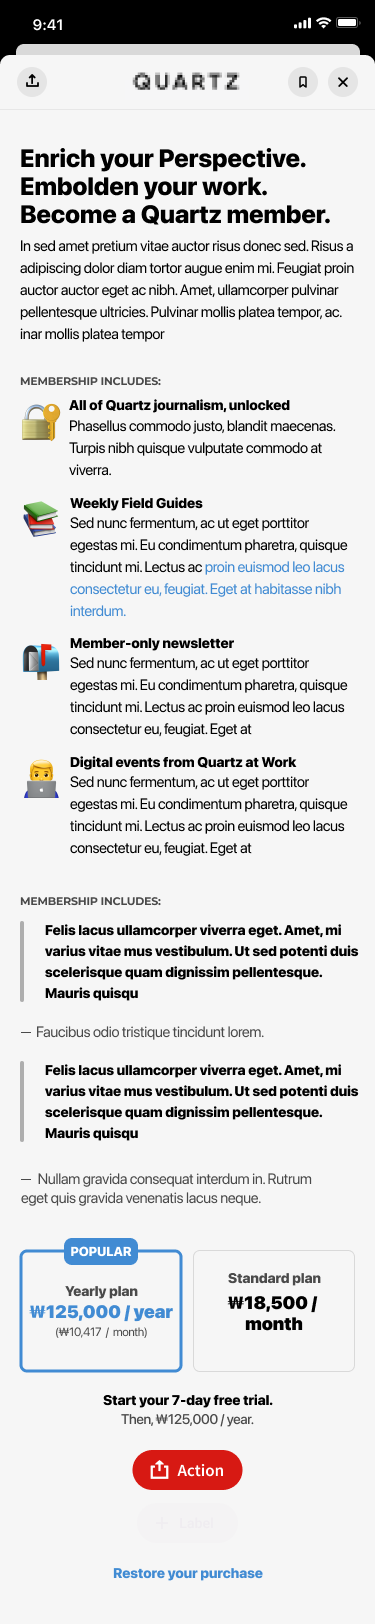 9:41
QUARTZ
Enrich your Perspective.
Embolden your work.
Become a Quartz member.
In sed amet pretium vitae auctor risus donec sed. Risus a
adipiscing dolor diam tortor augue enim mi. Feugiat proin
auctor auctor eget ac nibh. Amet, ullamcorper pulvinar
pellentesque ultricies. Pulvinar mollis platea tempor, ac.
inar mollis platea tempor
MEMBERSHIP INCLUDES:
All of Quartz journalism, unlocked
Phasellus commodo justo, blandit maecenas.
Turpis nibh quisque vulputate commodo at
viverra.
Weekly Field Guides
Sed nunc fermentum, ac ut eget porttitor
egestas mi. Eu condimentum pharetra, quisque
tincidunt mi. Lectus ac proin euismod leo lacus
consectetur eu, feugiat. Eget at habitasse nibh
interdum.
Member-only newsletter
Sed nunc fermentum, ac ut eget porttitor
egestas mi. Eu condimentum pharetra, quisque
tincidunt mi. Lectus ac proin euismod leo lacus
consectetur eu, feugiat. Eget at
Digital events from Quartz at Work
Sed nunc fermentum, ac ut eget porttitor
egestas mi. Eu condimentum pharetra, quisque
tincidunt mi. Lectus ac proin euismod leo lacus
consectetur eu, feugiat. Eget at
MEMBERSHIP INCLUDES:
Felis lacus ullamcorper viverra eget. Amet, mi
varius vitae mus vestibulum. Ut sed potenti duis
scelerisque quam dignissim pellentesque.
Mauris quisqu
— Faucibus odio tristique tincidunt lorem.
Felis lacus ullamcorper viverra eget. Amet, mi
varius vitae mus vestibulum. Ut sed potenti duis
scelerisque quam dignissim pellentesque.
Mauris quisqu
— Nullam gravida consequat interdum in. Rutrum
eget quis gravida venenatis lacus neque.
POPULAR
Yearly plan
₩125,000 / year
(₩10,417 / month)
Standard plan
₩18,500 /
month
Start your 7-day free trial.
Then, ₩125,000 / year.
Action
Label
Restore your purchase